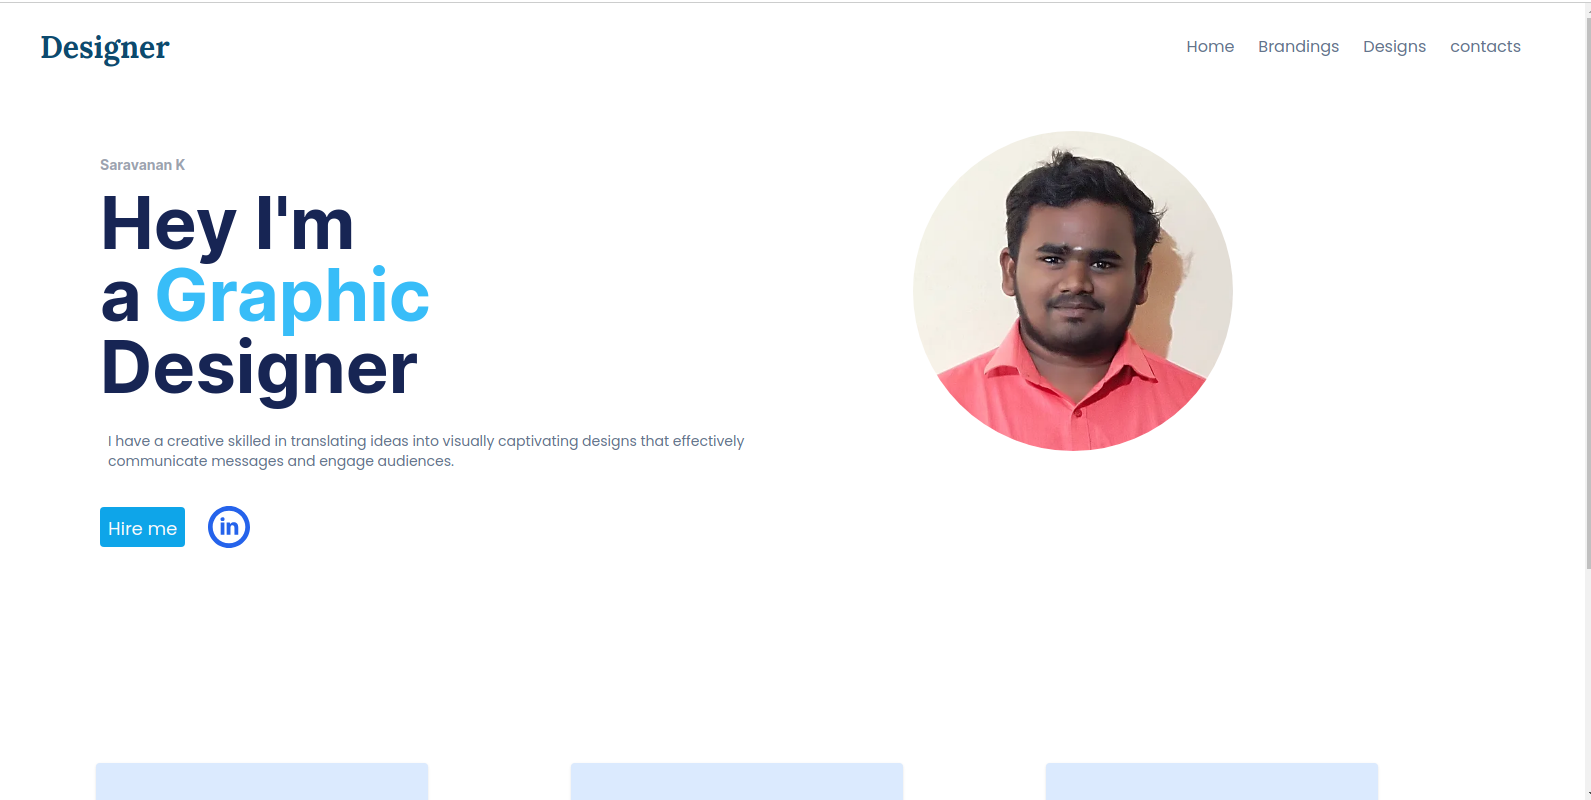 Designer
Home Brandings Designs contacts
Saravanan K
Hey I'm
a Graphic
Designer
I have a creative skilled in translating ideas into visually captivating designs that effectively
communicate messages and engage audiences.
Hire me
in